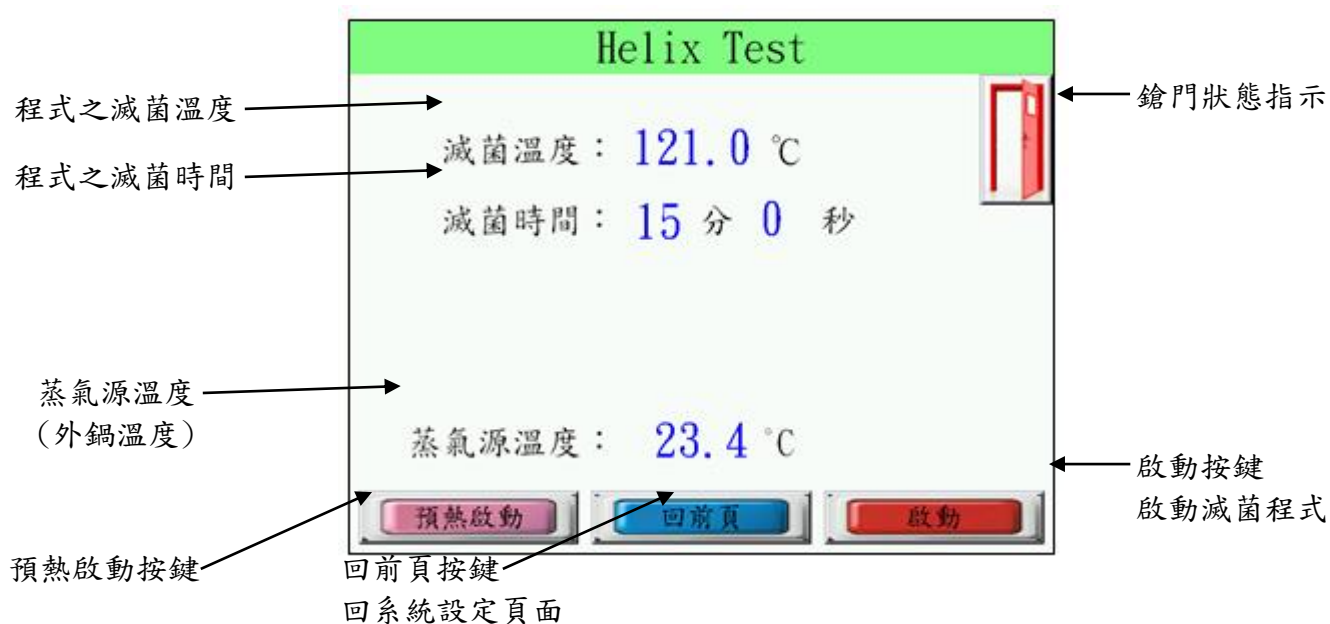 Helix Test
程式之滅菌溫度
鎗門狀態指示
滅菌溫度： 121.0 ℃
程式之滅菌時間
滅菌時間： 15 分 0 秒
蒸氣源溫度
（外鍋溫度）
蒸氣源溫度： 23.4 ℃
啟動按鍵
啟動滅菌程式
預熱啟動
回前頁
啟動
預熱啟動按鍵
回前頁按鍵
回系統設定頁面